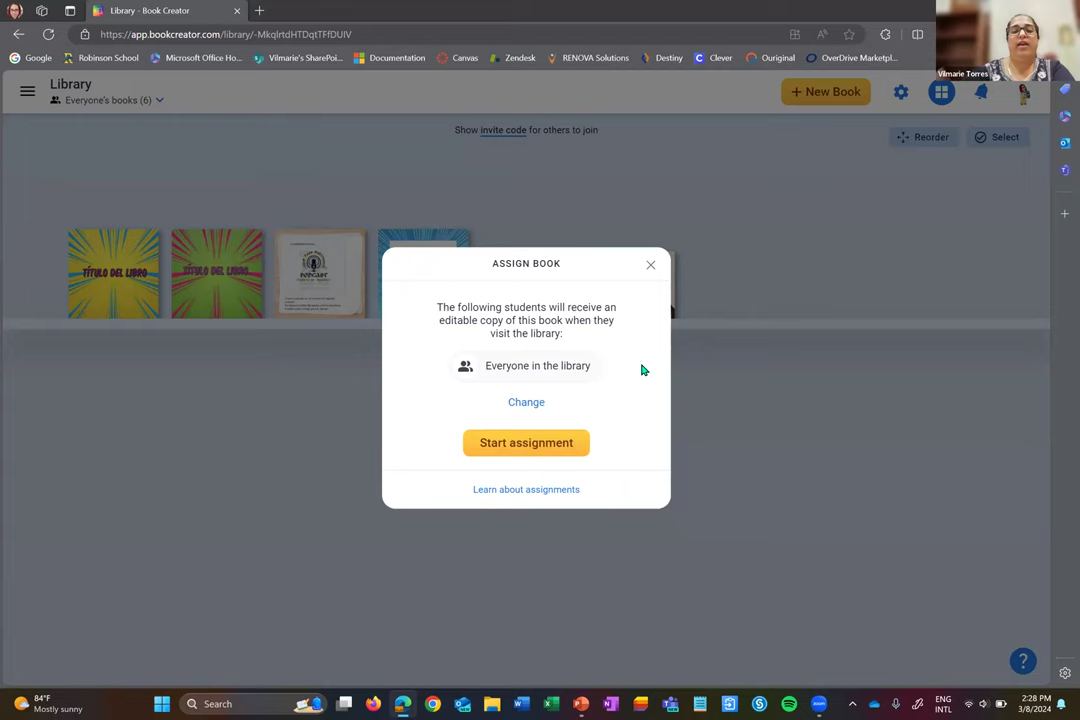 Library - Book Creator
https://app.bookcreator.com/library/-MkqlrtdHTDqtTfDUIV
Google
Robinson School
Microsoft Office Ho...
Vilmarie's SharePoi...
Documentation
Canvas
Zendesk
RENOVA Solutions
Destiny
Clever
Ouriginal
OverDrive Marketpl...
Vilmarie Torres
Library
Everyone's books (6)
+ New Book
Show invite code for others to join
Reorder
Select
TÍTULO DEL LIBRO
TÍTULO DEL LIBRO
PODCAST
ASSIGN BOOK
The following students will receive an
editable copy of this book when they
visit the library:
Everyone in the library
Change
Start assignment
Learn about assignments
?
84°F
Mostly sunny
Search
zoom
ENG
INTL
2:28 PM
3/8/2024